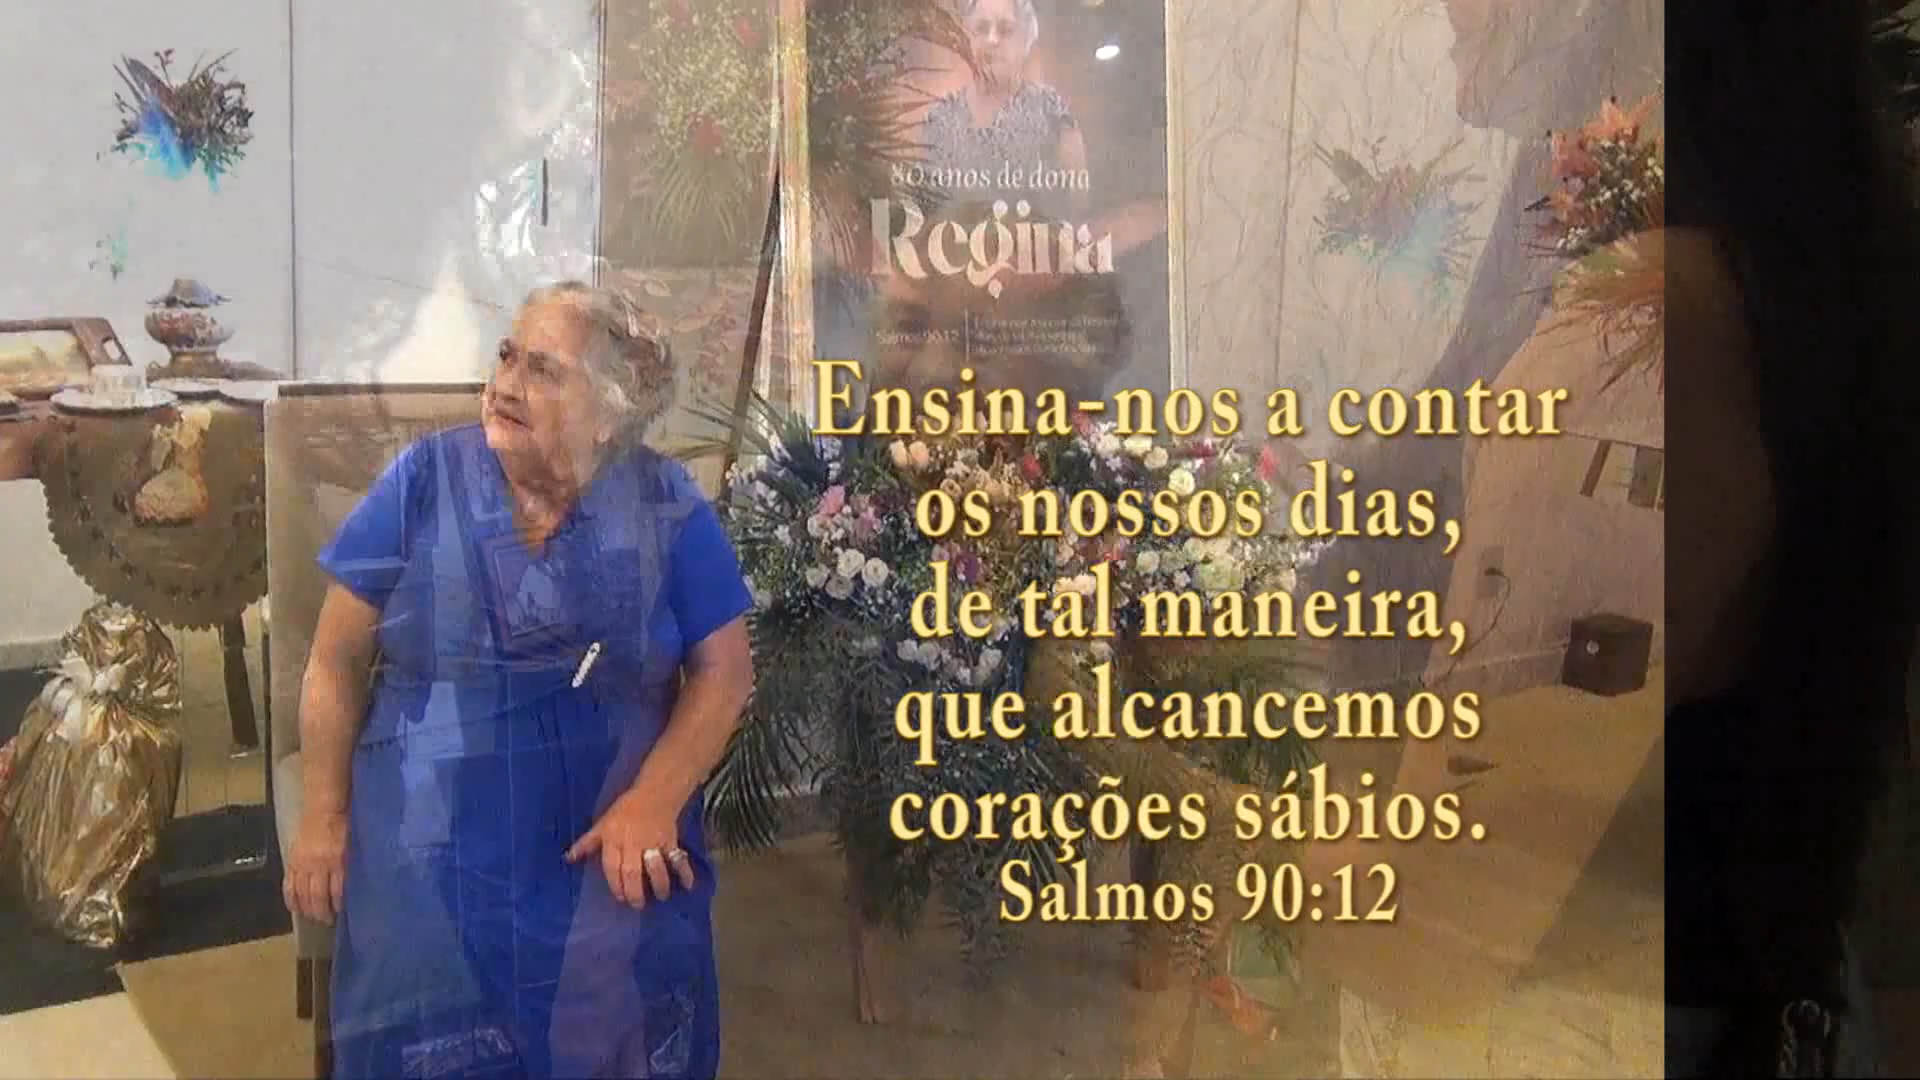 80 anos de dona
Regina
Salmos 90:12
Ensina-nos a contar
os nossos dias,
de tal maneira,
que alcancemos
corações sábios.
Salmos 90:12